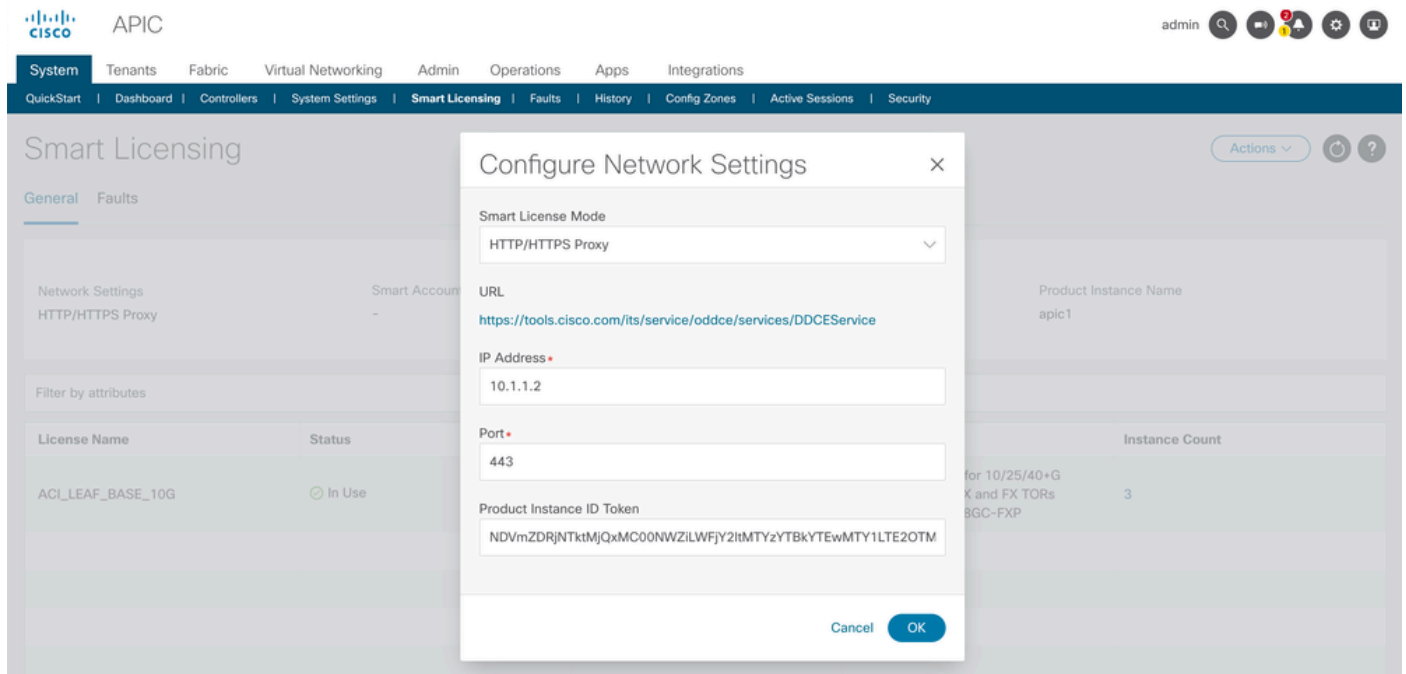 CISCO
APIC
admin
2
1
System Tenants Fabric Virtual Networking Admin Operations Apps Integrations
QuickStart | Dashboard | Controllers | System Settings | Smart Licensing | Faults | History | Config Zones | Active Sessions | Security
Smart Licensing
Actions
?
General Faults
Network Settings
HTTP/HTTPS Proxy
Smart Accoun
-
Product Instance Name
apic1
Filter by attributes
License Name Status Instance Count
ACI_LEAF_BASE_10G In Use
for 10/25/40+G
X and FX TORs
8GC-FXP
3
Configure Network Settings
Smart License Mode
HTTP/HTTPS Proxy
URL
https://tools.cisco.com/its/service/oddce/services/DDCEService
IP Address*
10.1.1.2
Port*
443
Product Instance ID Token
NDVmZDRjNTktMjQxMC00NWZiLWFjY2ItMTYzYTBkYTEwMTY1LTE2OTM
Cancel OK